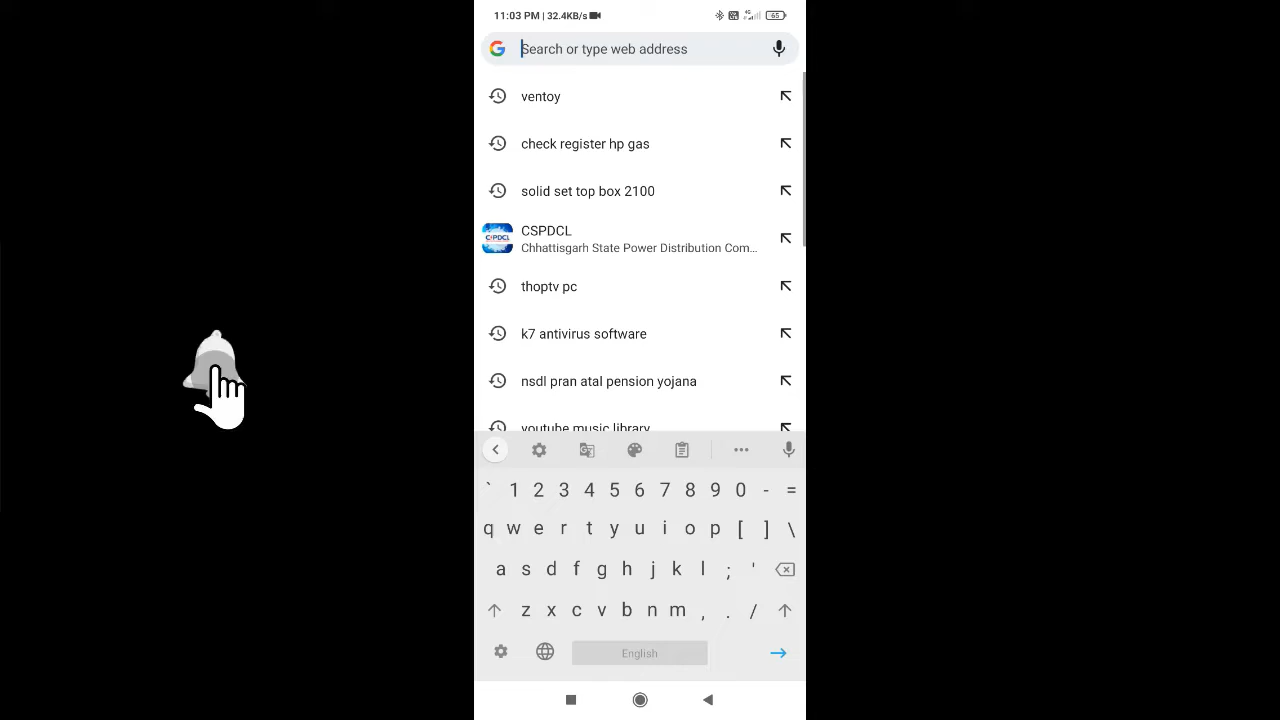 11:03 PM | 32.4KB/s
4G
65
Search or type web address
ventoy
check register hp gas
solid set top box 2100
CSPDCL
CSPDCL
Chhattisgarh State Power Distribution Com...
thoptv pc
k7 antivirus software
nsdl pran atal pension yojana
youtube music library
` 1 2 3 4 5 6 7 8 9 0 - =
q w e r t y u i o p [ ] \
a s d f g h j k l ; '
z x c v b n m , . /
English